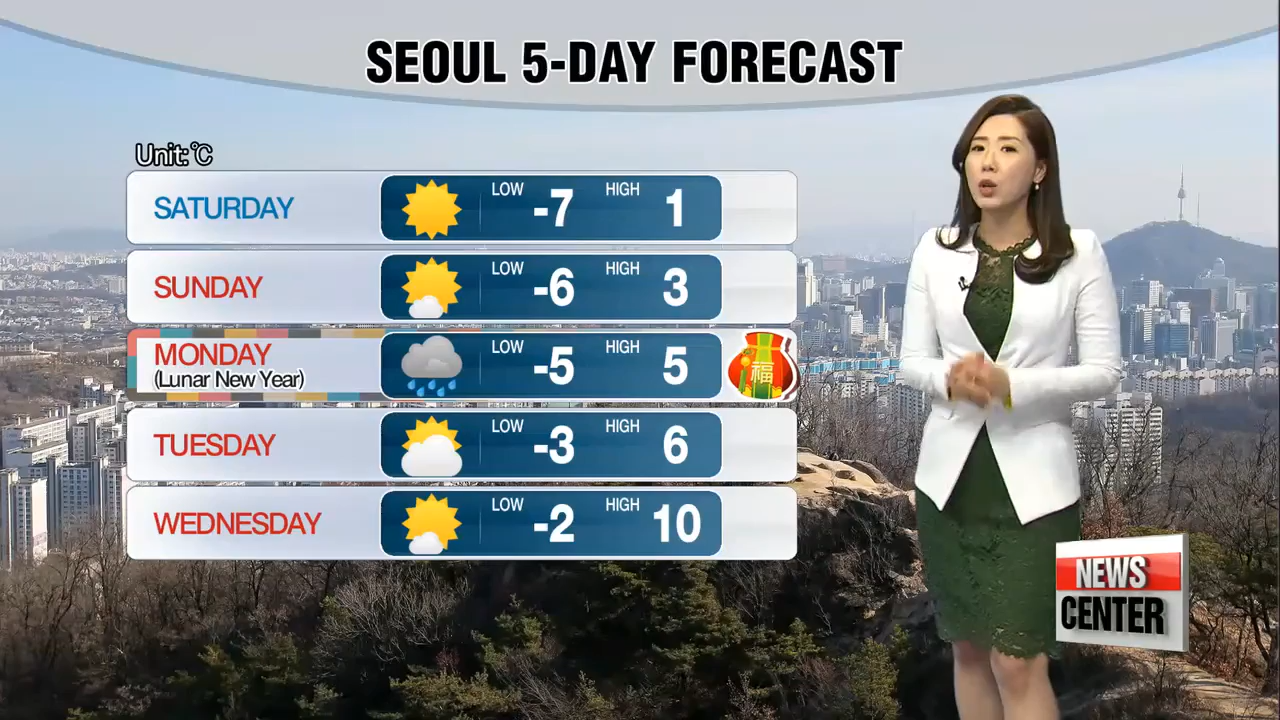 SEOUL 5-DAY FORECAST
Unit:℃
SATURDAY LOW -7 HIGH 1
SUNDAY LOW -6 HIGH 3
MONDAY LOW -5 HIGH 5
(Lunar New Year) 福
TUESDAY LOW -3 HIGH 6
WEDNESDAY LOW -2 HIGH 10
NEWS
CENTER